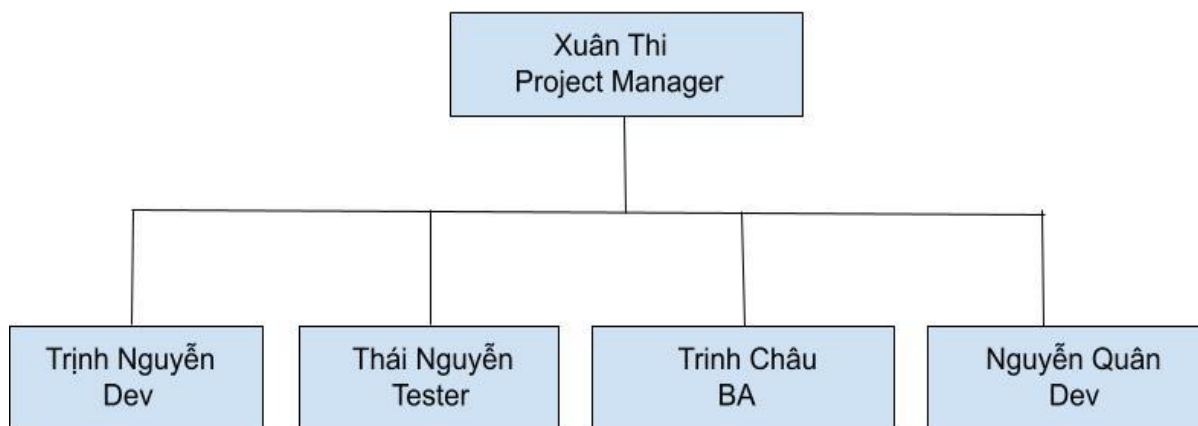 Xuân Thi
Project Manager
Trịnh Nguyễn
Dev
Thái Nguyễn
Tester
Trinh Châu
BA
Nguyễn Quân
Dev